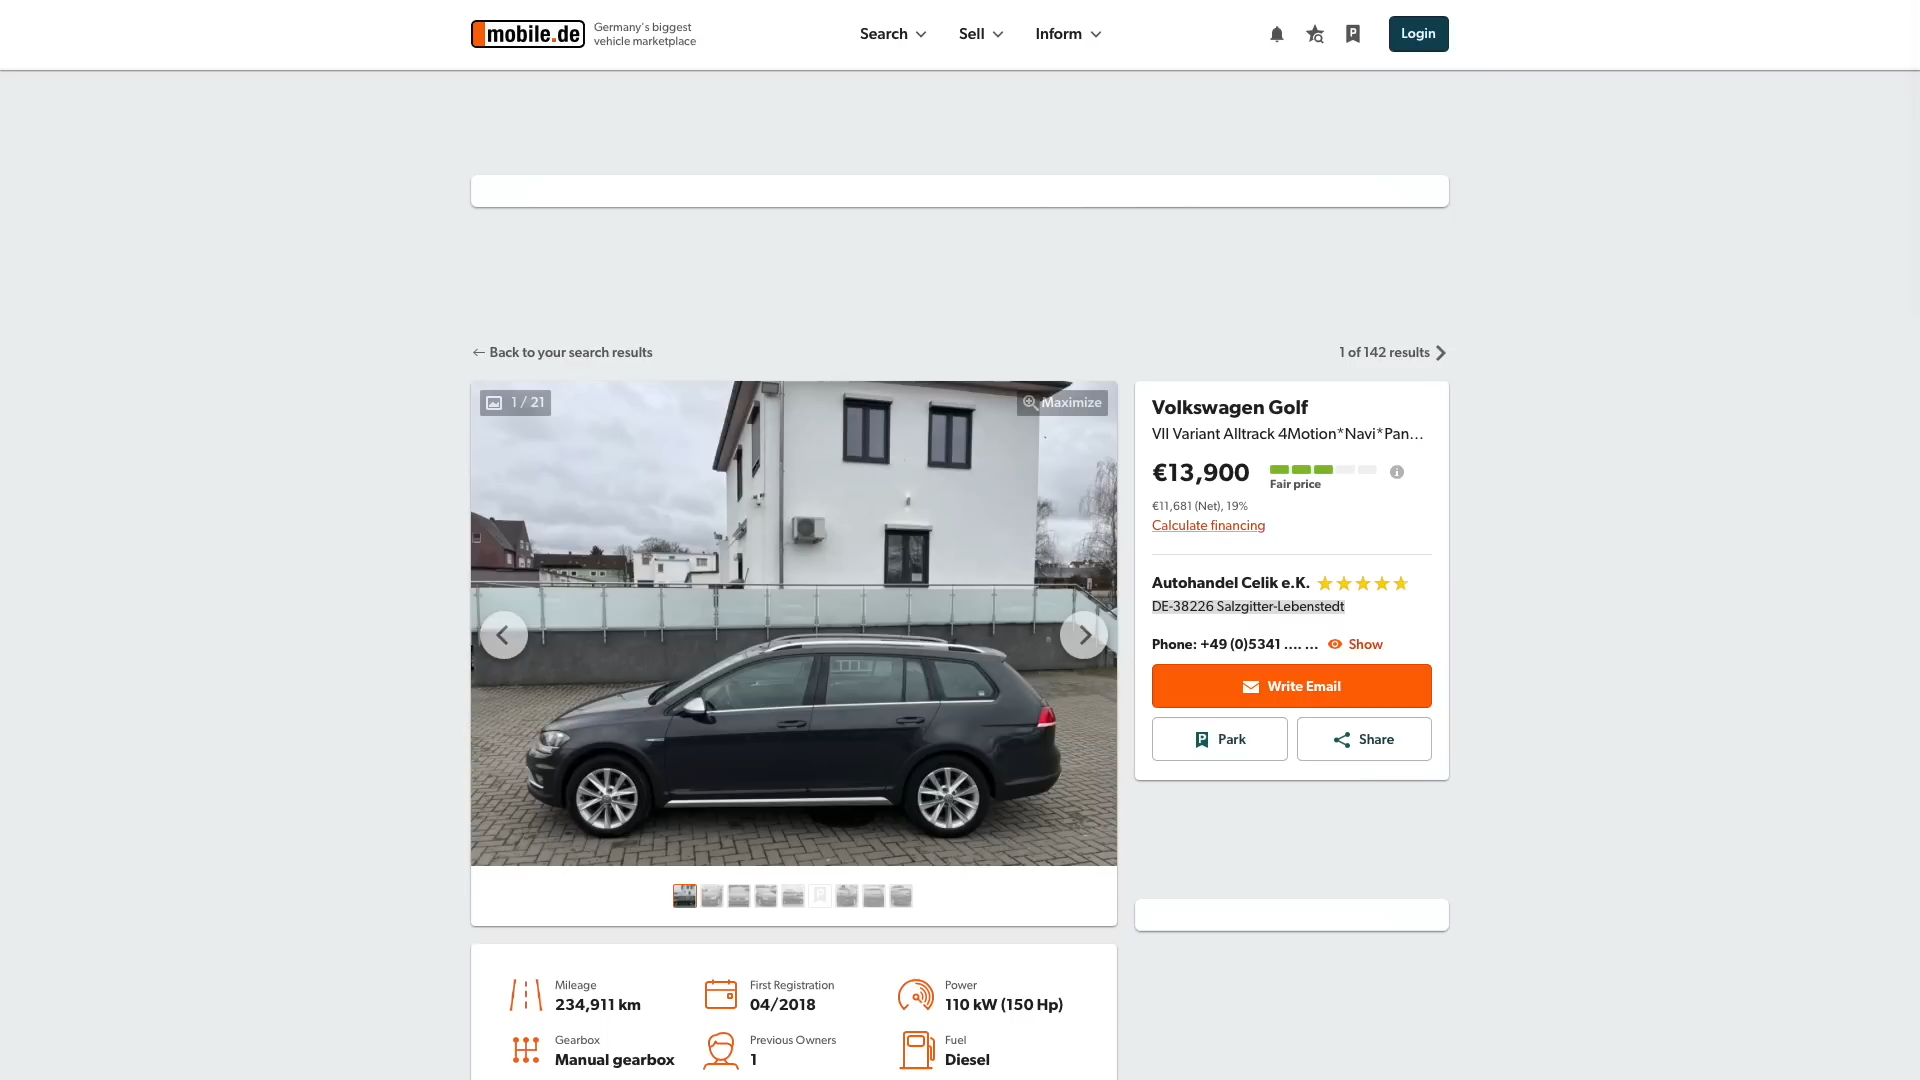 mobile.de
Germany's biggest
vehicle marketplace
Search
Sell
Inform
Login
Back to your search results
1 of 142 results
1 / 21
Maximize
Volkswagen Golf
VII Variant Alltrack 4Motion*Navi*Pan...
€13,900
Fair price
€11,681 (Net), 19%
Calculate financing
Autohandel Celik e.K.
DE-38226 Salzgitter-Lebenstedt
Phone: +49 (0)5341 .... ...
Show
Write Email
Park
Share
Mileage
234,911 km
First Registration
04/2018
Power
110 kW (150 Hp)
Gearbox
Manual gearbox
Previous Owners
1
Fuel
Diesel